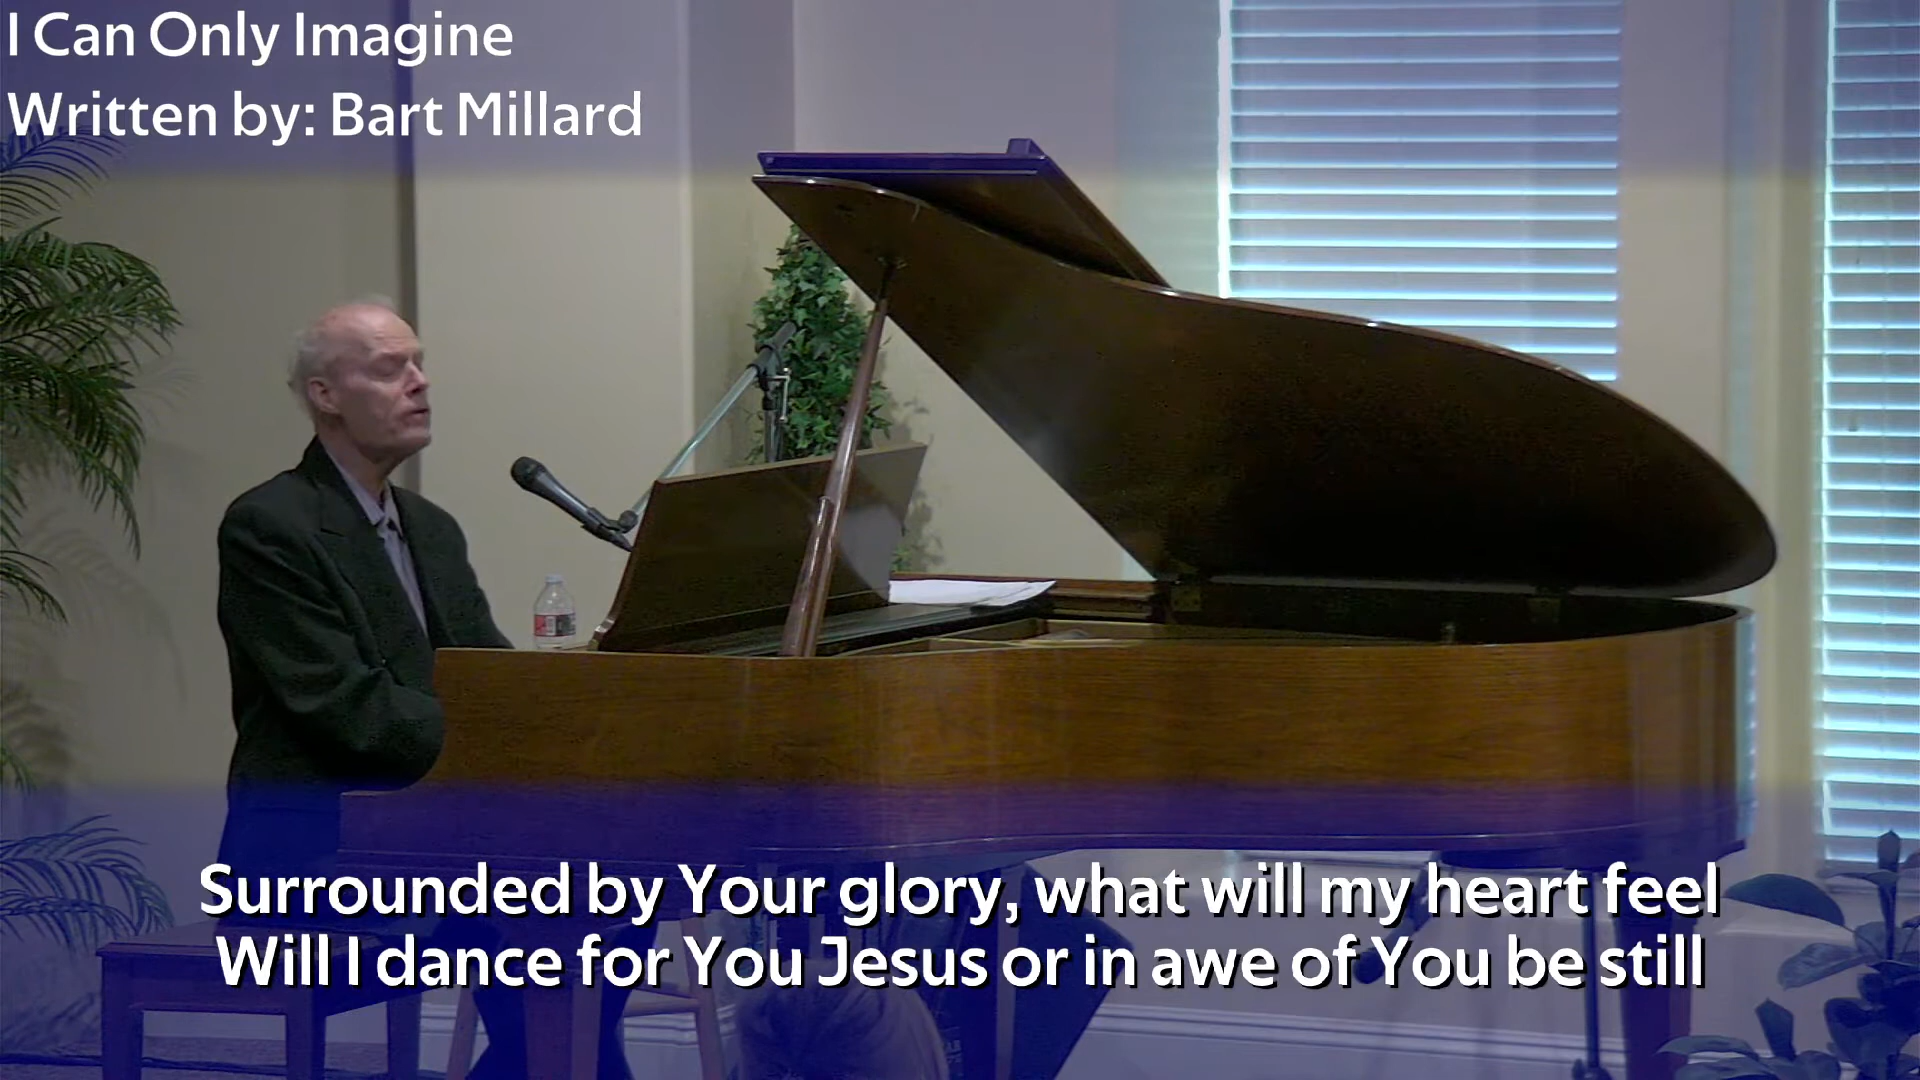 I Can Only Imagine
Written by: Bart Millard
Surrounded by Your glory, what will my heart feel
Will I dance for You Jesus or in awe of You be still